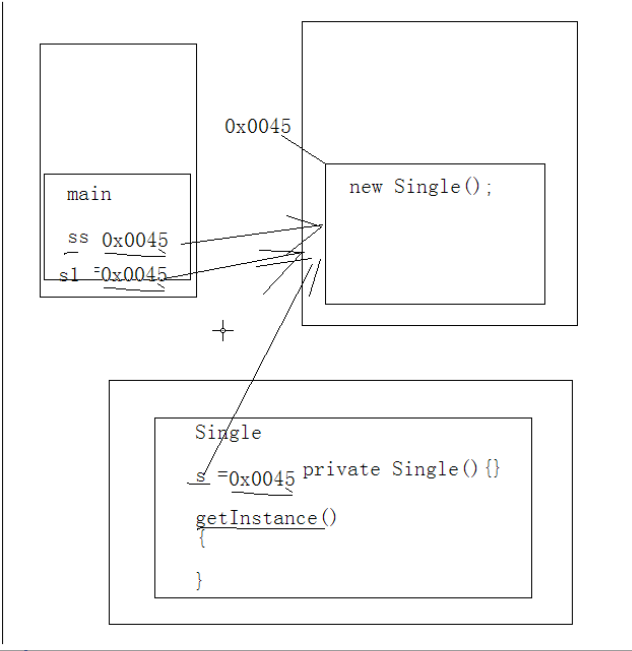 0x0045
new Single();
main
ss 0x0045
s1 =0x0045
Single
s =0x0045 private Single(){}
getInstance()
{
}